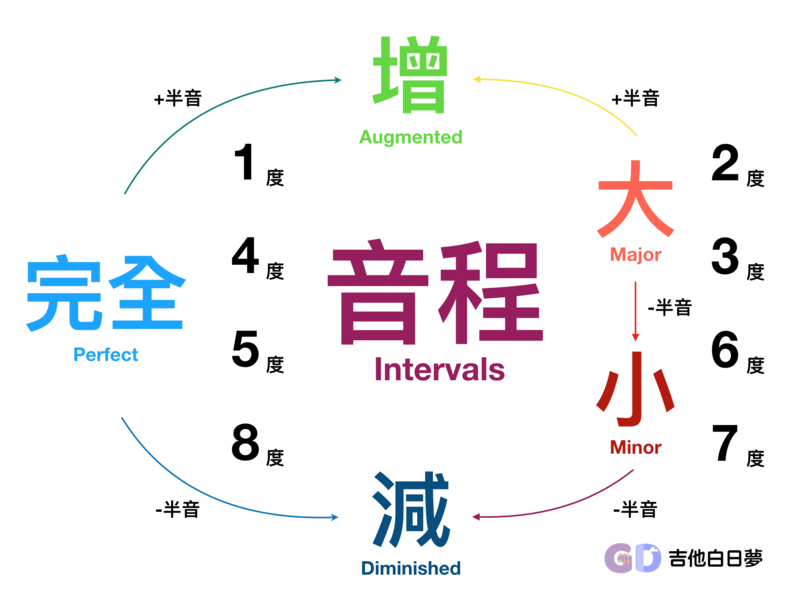 增
Augmented
+半音
+半音
1度
2度
大
Major
4度
3度
完全
Perfect
音程
Intervals
-半音
5度
6度
小
Minor
8度
7度
-半音
-半音
減
Diminished
GD 吉他白日夢